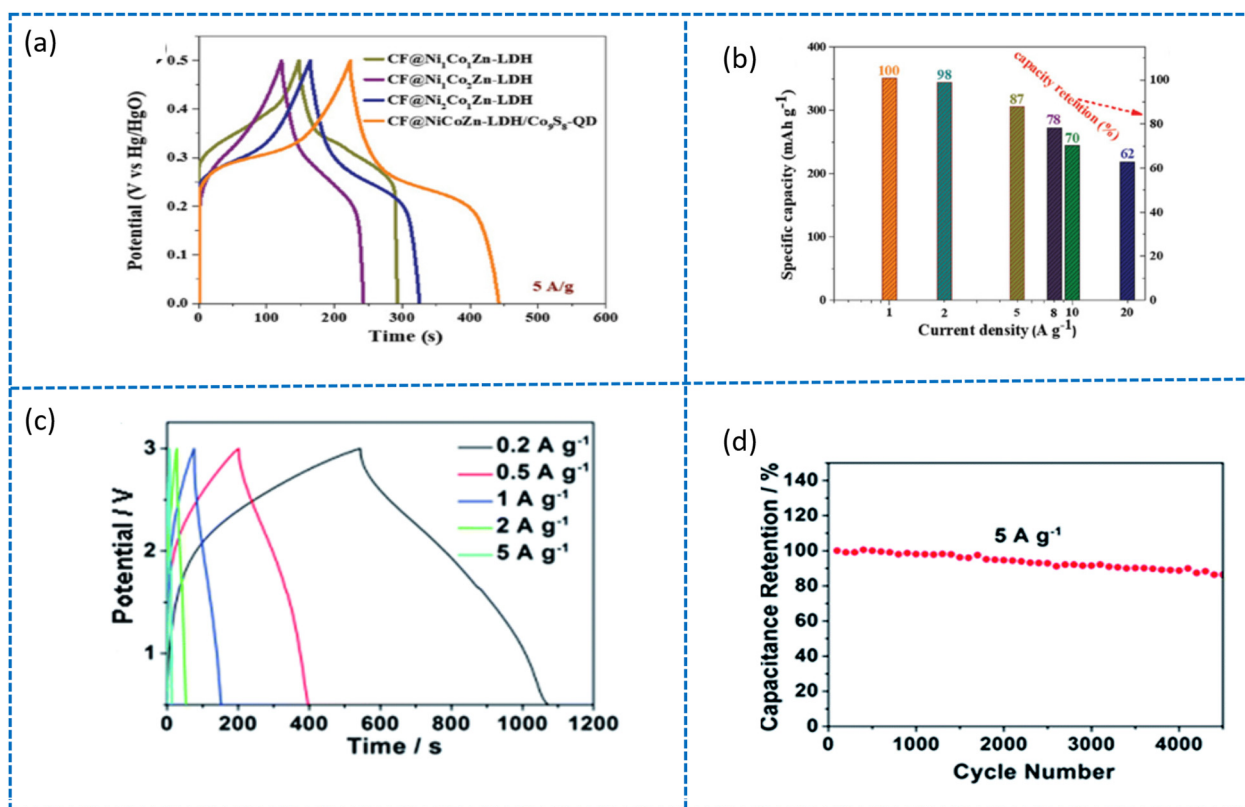 (a)
0.5
0.4
0.3
0.2
0.1
0.0
Potential (V vs Hg/HgO)
CF@Ni₁Co₁Zn-LDH
CF@Ni₁Co₂Zn-LDH
CF@Ni₂Co₁Zn-LDH
CF@NiCoZn-LDH/Co₉S₈-QD
5 A/g
0 100 200 300 400 500 600
Time (s)
(b)
400
350
300
250
200
150
100
50
0
Specific capacity (mAh g⁻¹)
100 98 87 78 70 62
capacity retention (%)
100
80
60
40
20
0
1 2 5 8 10 20
Current density (A g⁻¹)
(c)
3
2
1
Potential / V
0.2 A g⁻¹
0.5 A g⁻¹
1 A g⁻¹
2 A g⁻¹
5 A g⁻¹
0 200 400 600 800 1000 1200
Time / s
(d)
140
120
100
80
60
40
20
0
Capacitance Retention / %
5 A g⁻¹
0 1000 2000 3000 4000
Cycle Number